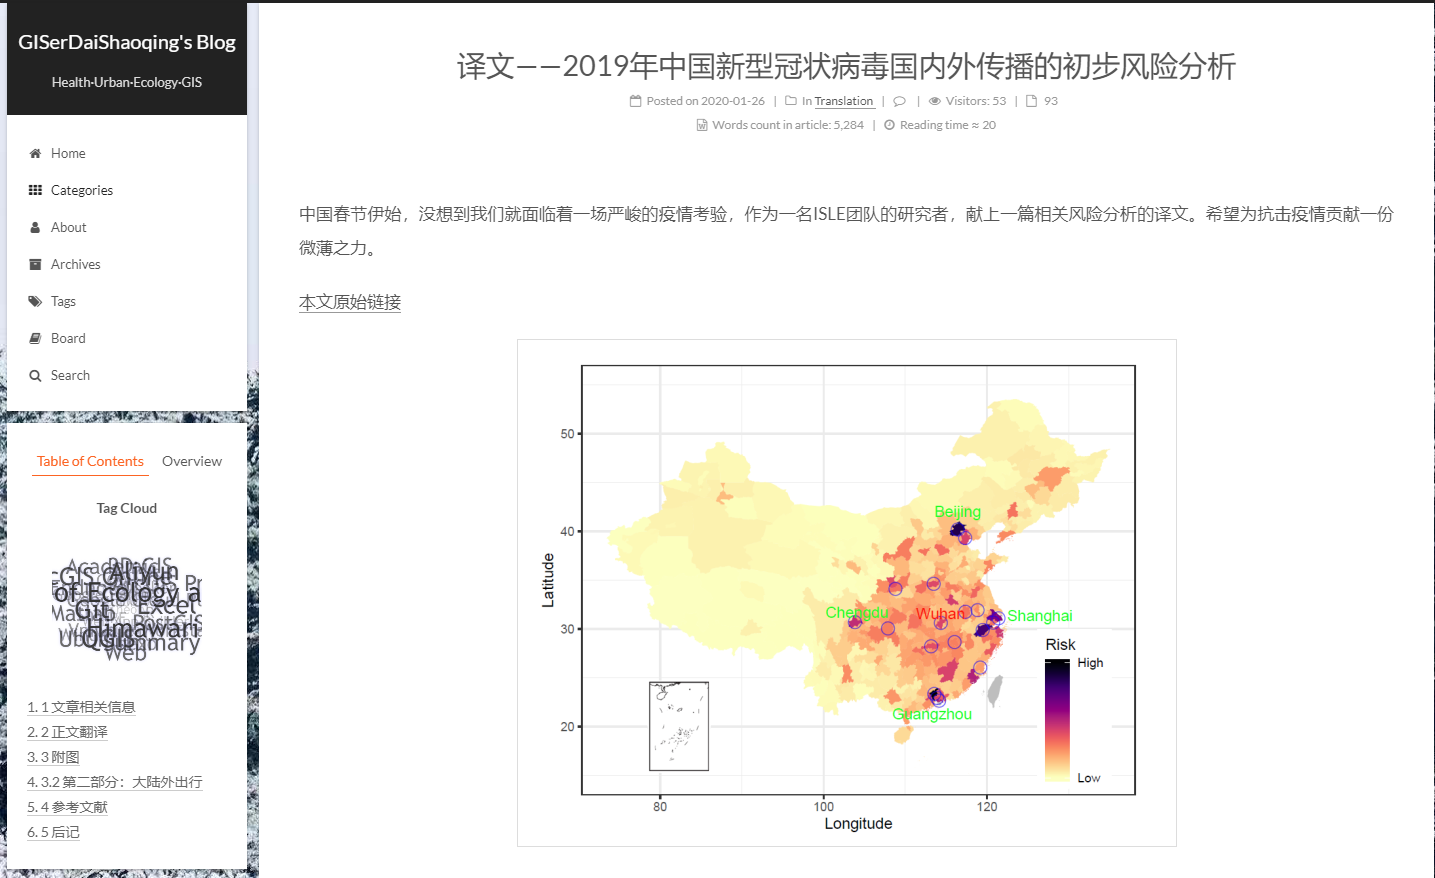 GISerDaiShaoqing's Blog
Health·Urban·Ecology·GIS
Home
Categories
About
Archives
Tags
Board
Search
Table of Contents
Overview
Tag Cloud
Aliyun
of Ecology a
Git
Excel
Himawari
QGIS
Summary
Web
1. 1 文章相关信息
2. 2 正文翻译
3. 3 附图
4. 3.2 第二部分：大陆外出行
5. 4 参考文献
6. 5 后记
译文——2019年中国新型冠状病毒国内外传播的初步风险分析
Posted on 2020-01-26 | In Translation | | Visitors: 53 | 93
Words count in article: 5,284 | Reading time ≈ 20
中国春节伊始，没想到我们就面临着一场严峻的疫情考验，作为一名ISLE团队的研究者，献上一篇相关风险分析的译文。希望为抗击疫情贡献一份
微薄之力。
本文原始链接
50
40
30
20
Latitude
80
100
120
Longitude
Beijing
Chengdu
Wuhan
Shanghai
Guangzhou
Risk
High
Low